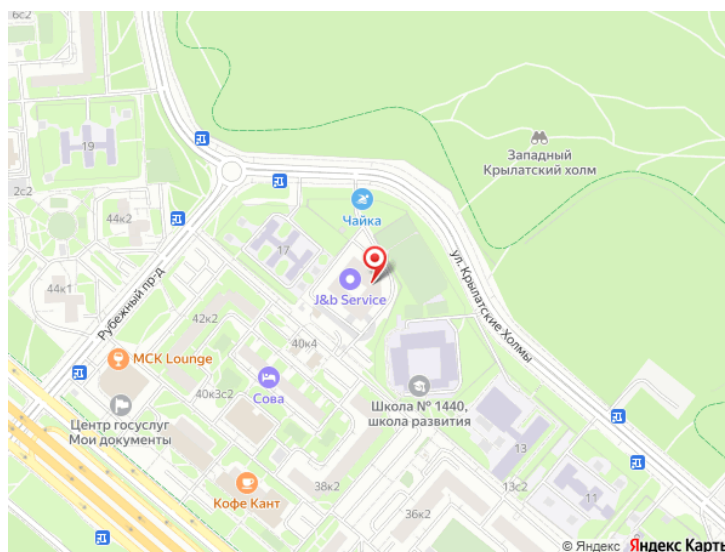 6с2
19
2с2
44к2
44к1
Рубежный пр-д
17
Чайка
Западный
Крылатский холм
ул. Крылатские Холмы
J&b Service
42к2
40к4
MCK Lounge
40к3с2
Сова
Центр госуслуг
Мои документы
Школа № 1440,
школа развития
13
13с2
11
38к2
36к2
Кофе Кант
© Яндекс Яндекс Карты